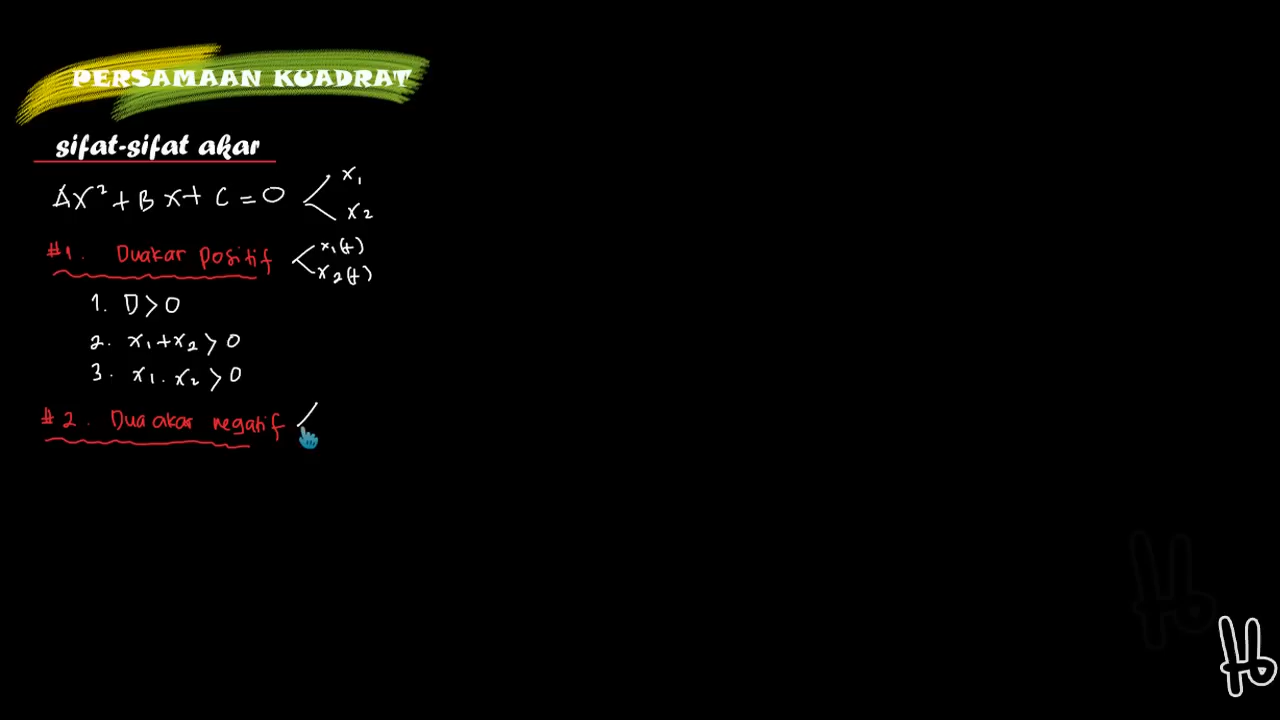 PERSAMAAN KUADRAT
sifat-sifat akar
AX² + BX + C = 0 < x₁ x₂
#1. Duakar positif < x₁(+) x₂(+)
1. D > 0
2. x₁ + x₂ > 0
3. x₁ . x₂ > 0
#2. Dua akar negatif
Hb